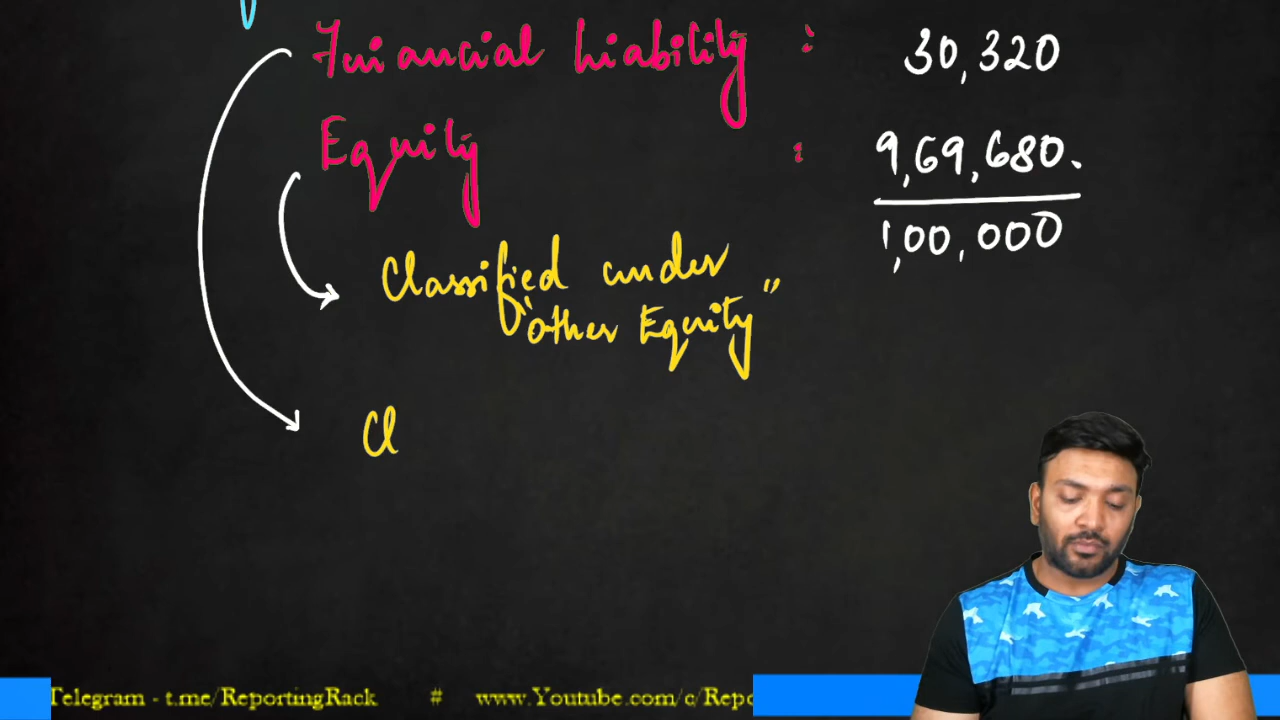 Financial Liability : 30,320
Equity : 9,69,680.
1,00,000
Classified under
"other Equity"
Cl
Telegram - t.me/ReportingRack # www.Youtube.com/c/Repo